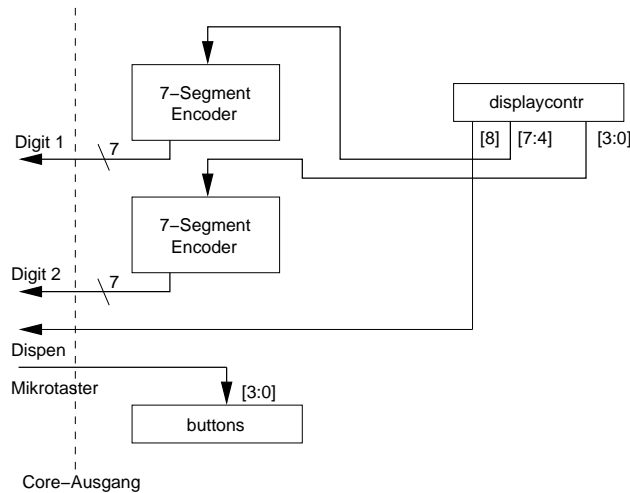 7−Segment
Encoder
displaycontr
Digit 1
7
[8]
[7:4]
[3:0]
7−Segment
Encoder
Digit 2
7
Dispen
Mikrotaster
[3:0]
buttons
Core−Ausgang